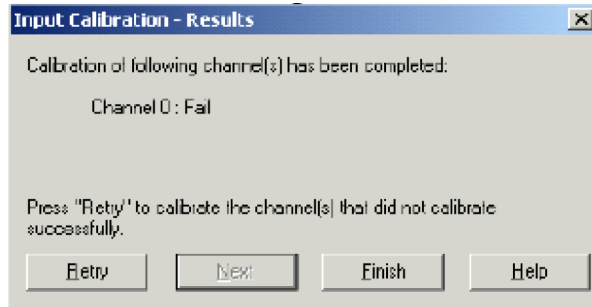 Input Calibration - Results
Calibration of following channel(s) has been completed:
Channel 0 : Fail
Press "Retry" to calibrate the channel(s) that did not calibrate
successfully.
Retry Next Finish Help